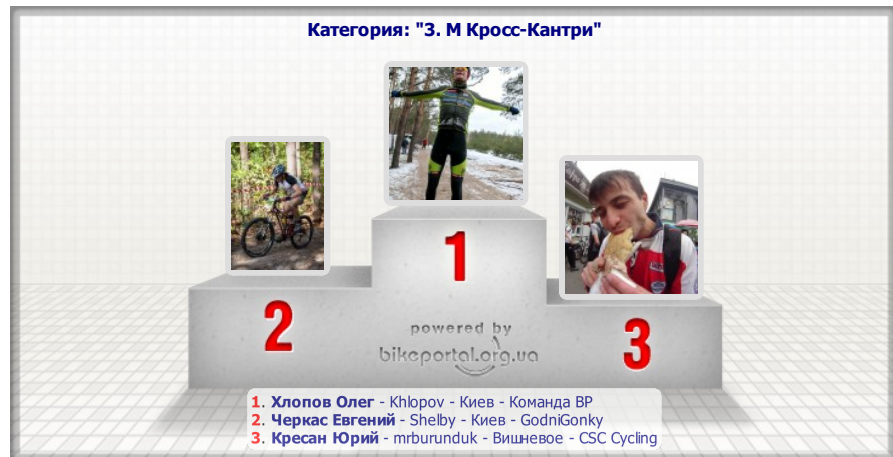 Категория: "3. М Кросс-Кантри"
1
2
3
powered by
bikeportal.org.ua
1. Хлопов Олег - Khlopov - Киев - Команда ВР
2. Черкас Евгений - Shelby - Киев - GodniGonky
3. Кресан Юрий - mrburunduk - Вишневое - CSC Cycling